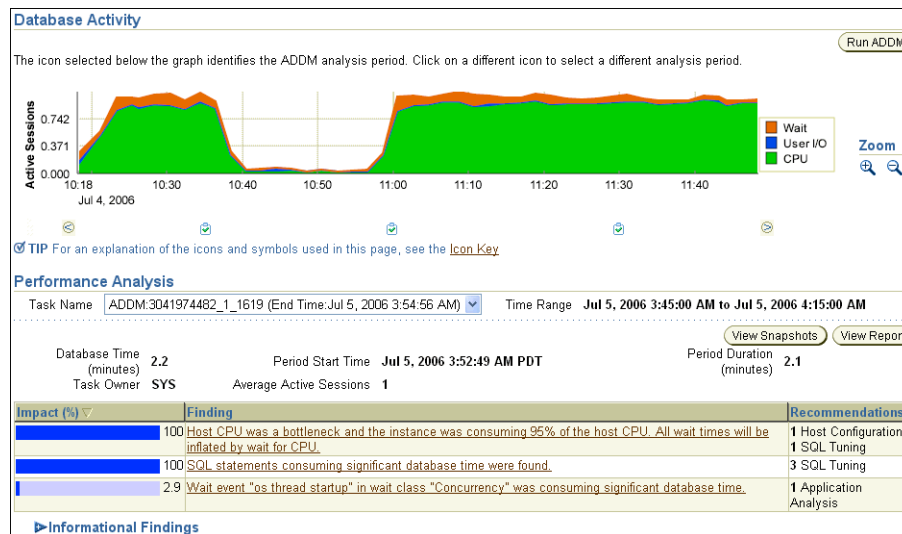 Database Activity
Run ADDM
The icon selected below the graph identifies the ADDM analysis period. Click on a different icon to select a different analysis period.
Active Sessions
0.742
0.371
0.000
10:18
10:30
10:40
10:50
11:00
11:10
11:20
11:30
11:40
Jul 4, 2006
Wait
User I/O
CPU
Zoom
TIP For an explanation of the icons and symbols used in this page, see the Icon Key
Performance Analysis
Task Name ADDM:3041974482_1_1619 (End Time:Jul 5, 2006 3:54:56 AM) Time Range Jul 5, 2006 3:45:00 AM to Jul 5, 2006 4:15:00 AM
View Snapshots View Repor
Database Time (minutes) 2.2 Period Start Time Jul 5, 2006 3:52:49 AM PDT Period Duration (minutes) 2.1
Task Owner SYS Average Active Sessions 1
Impact (%) Finding Recommendations
100 Host CPU was a bottleneck and the instance was consuming 95% of the host CPU. All wait times will be 1 Host Configuration
inflated by wait for CPU. 1 SQL Tuning
100 SQL statements consuming significant database time were found. 3 SQL Tuning
2.9 Wait event "os thread startup" in wait class "Concurrency" was consuming significant database time. 1 Application
Analysis
Informational Findings